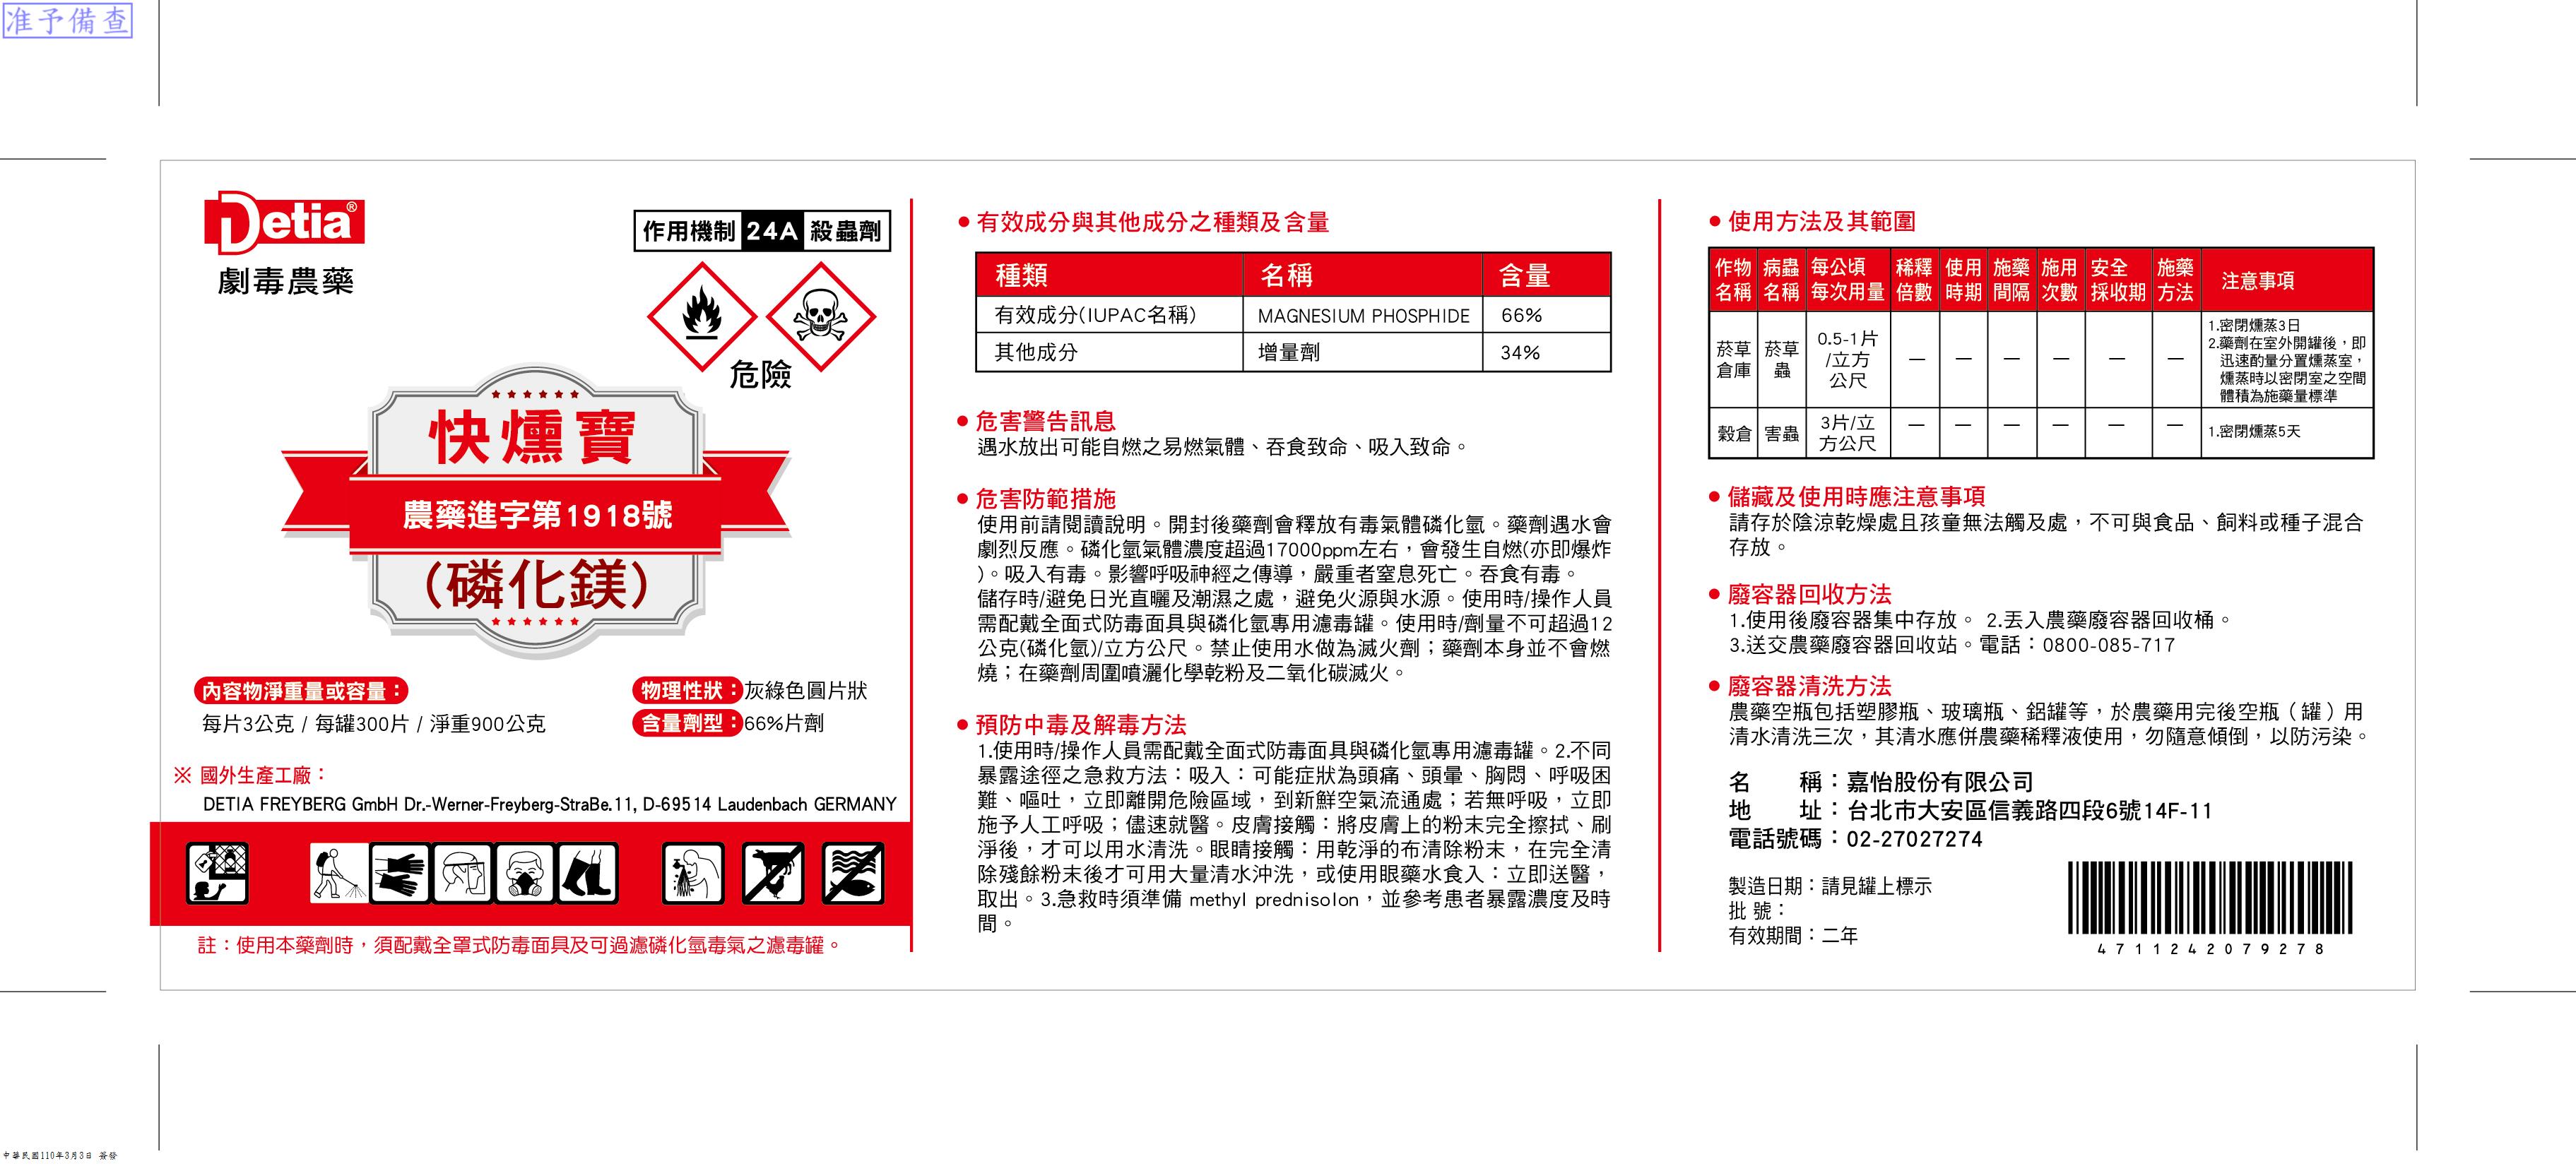 准予備查
Detia®
劇毒農藥
作用機制 24A 殺蟲劑
危險
快燻寶
農藥進字第1918號
(磷化鎂)
內容物淨重量或容量：
每片3公克 / 每罐300片 / 淨重900公克
物理性狀：灰綠色圓片狀
含量劑型：66%片劑
※ 國外生產工廠：
DETIA FREYBERG GmbH Dr.-Werner-Freyberg-StraBe.11, D-69514 Laudenbach GERMANY
註：使用本藥劑時，須配戴全罩式防毒面具及可過濾磷化氫毒氣之濾毒罐。
● 有效成分與其他成分之種類及含量
種類 名稱 含量
有效成分(IUPAC名稱) MAGNESIUM PHOSPHIDE 66%
其他成分 增量劑 34%
● 危害警告訊息
遇水放出可能自燃之易燃氣體、吞食致命、吸入致命。
● 危害防範措施
使用前請閱讀說明。開封後藥劑會釋放有毒氣體磷化氫。藥劑遇水會
劇烈反應。磷化氫氣體濃度超過17000ppm左右，會發生自燃(亦即爆炸
)。吸入有毒。影響呼吸神經之傳導，嚴重者窒息死亡。吞食有毒。
儲存時/避免日光直曬及潮濕之處，避免火源與水源。使用時/操作人員
需配戴全面式防毒面具與磷化氫專用濾毒罐。使用時/劑量不可超過12
公克(磷化氫)/立方公尺。禁止使用水做為滅火劑；藥劑本身並不會燃
燒；在藥劑周圍噴灑化學乾粉及二氧化碳滅火。
● 預防中毒及解毒方法
1.使用時/操作人員需配戴全面式防毒面具與磷化氫專用濾毒罐。2.不同
暴露途徑之急救方法：吸入：可能症狀為頭痛、頭暈、胸悶、呼吸困
難、嘔吐，立即離開危險區域，到新鮮空氣流通處；若無呼吸，立即
施予人工呼吸；儘速就醫。皮膚接觸：將皮膚上的粉末完全擦拭、刷
淨後，才可以用水清洗。眼睛接觸：用乾淨的布清除粉末，在完全清
除殘餘粉末後才可用大量清水沖洗，或使用眼藥水食入：立即送醫，
取出。3.急救時須準備 methyl prednisolon，並參考患者暴露濃度及時
間。
● 使用方法及其範圍
作物名稱 病蟲名稱 每公頃每次用量 稀釋倍數 使用時期 施藥間隔 施用次數 安全採收期 施藥方法 注意事項
菸草倉庫 菸草蟲 0.5-1片/立方公尺 — — — — — — 1.密閉燻蒸3日
2.藥劑在室外開罐後，即
迅速酌量分置燻蒸室，
燻蒸時以密閉室之空間
體積為施藥量標準
穀倉 害蟲 3片/立方公尺 — — — — — — 1.密閉燻蒸5天
● 儲藏及使用時應注意事項
請存於陰涼乾燥處且孩童無法觸及處，不可與食品、飼料或種子混合
存放。
● 廢容器回收方法
1.使用後廢容器集中存放。 2.丟入農藥廢容器回收桶。
3.送交農藥廢容器回收站。電話：0800-085-717
● 廢容器清洗方法
農藥空瓶包括塑膠瓶、玻璃瓶、鋁罐等，於農藥用完後空瓶（罐）用
清水清洗三次，其清水應併農藥稀釋液使用，勿隨意傾倒，以防污染。
名　　稱：嘉怡股份有限公司
地　　址：台北市大安區信義路四段6號14F-11
電話號碼：02-27027274
製造日期：請見罐上標示
批 號：
有效期間：二年
4711242079278
中華民國110年3月3日 簽發